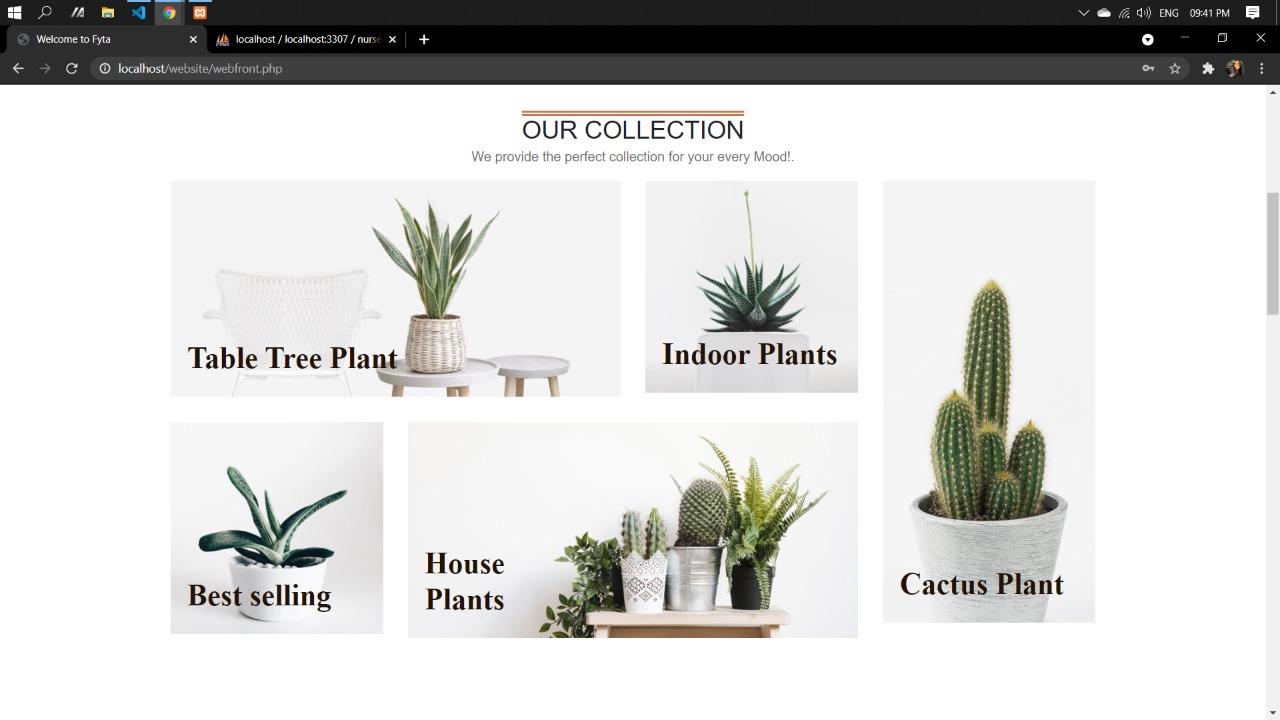 ENG
09:41 PM
Welcome to Fyta
localhost / localhost:3307 / nurse
localhost/website/webfront.php
OUR COLLECTION
We provide the perfect collection for your every Mood!.
Table Tree Plant
Indoor Plants
Best selling
House
Plants
Cactus Plant